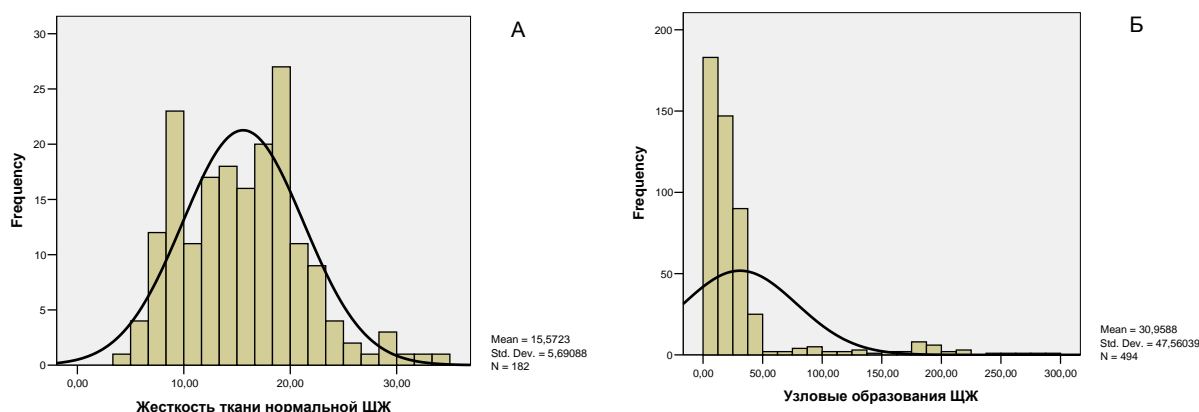 А
30
25
20
15
10
5
0
Frequency
0,00 10,00 20,00 30,00
Жесткость ткани нормальной ЩЖ
Mean = 15,5723
Std. Dev. = 5,69088
N = 182
Б
200
150
100
50
0
Frequency
0,00 50,00 100,00 150,00 200,00 250,00 300,00
Узловые образования ЩЖ
Mean = 30,9588
Std. Dev. = 47,56039
N = 494